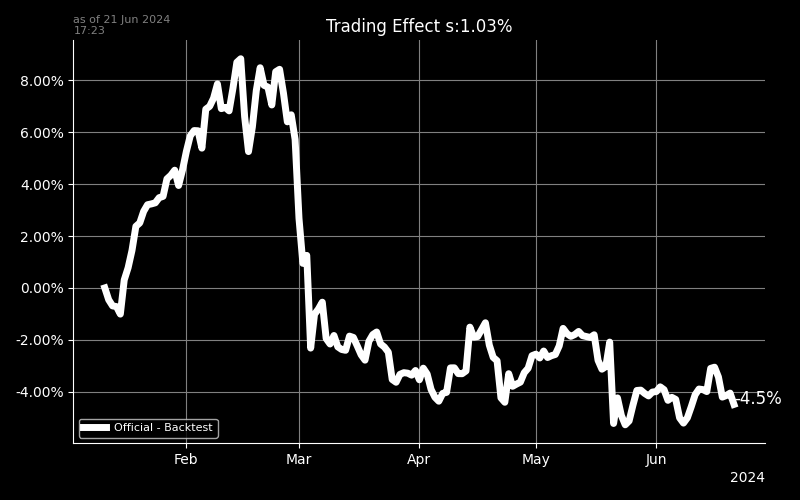 as of 21 Jun 2024
17:23
Trading Effect s:1.03%
8.00%
6.00%
4.00%
2.00%
0.00%
-2.00%
-4.00%
-4.5%
Official - Backtest
Feb
Mar
Apr
May
Jun
2024